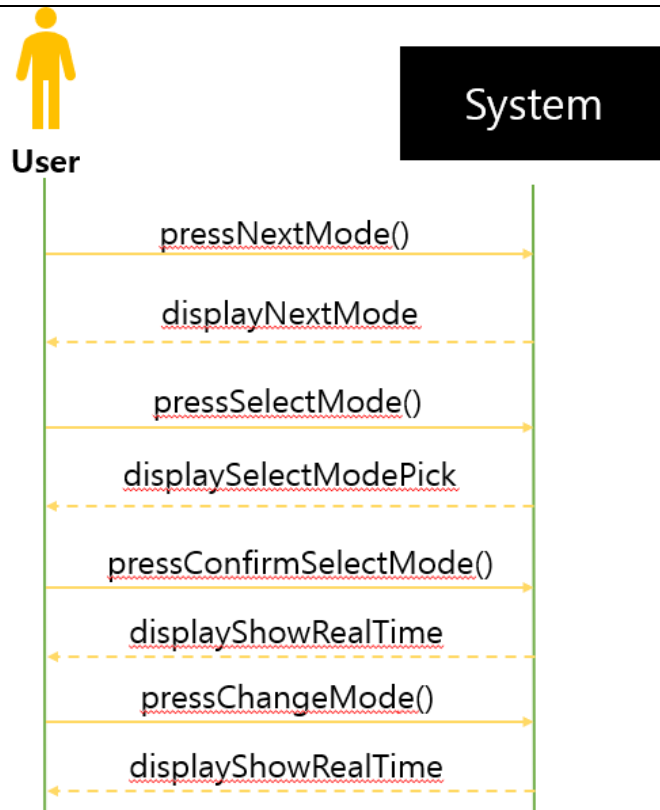 System
User
pressNextMode()
displayNextMode
pressSelectMode()
displaySelectModePick
pressConfirmSelectMode()
displayShowRealTime
pressChangeMode()
displayShowRealTime